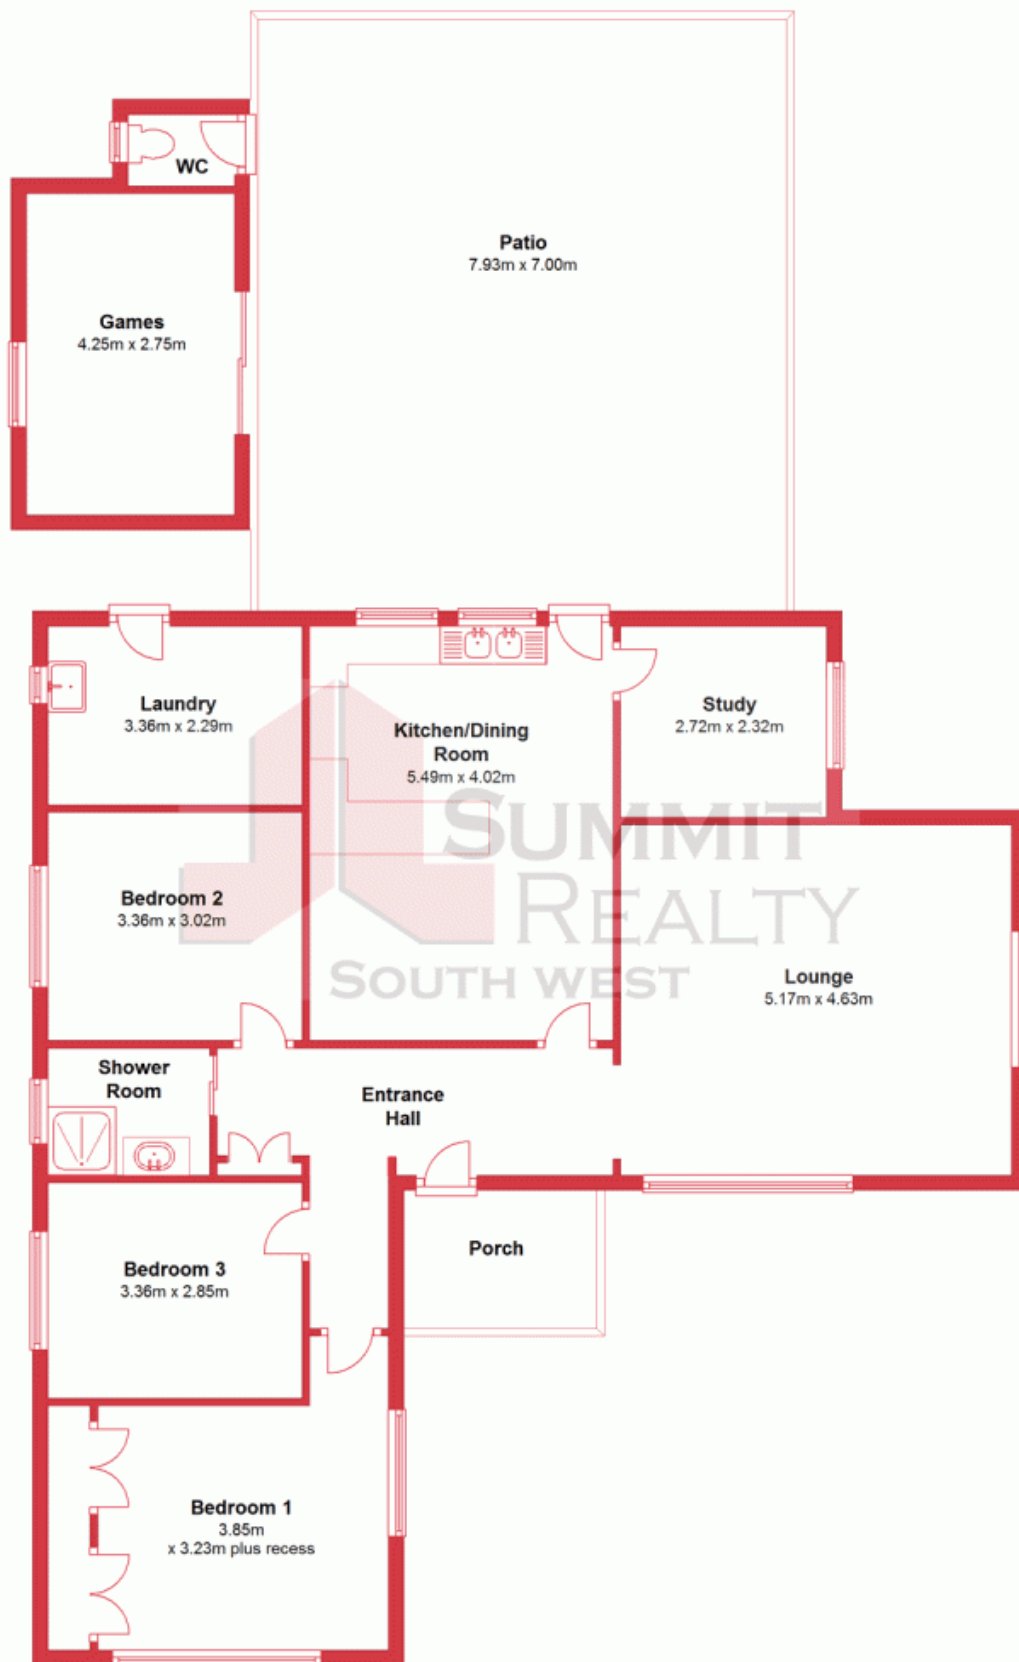 WC
Patio
7.93m x 7.00m
Games
4.25m x 2.75m
Laundry
3.36m x 2.29m
Kitchen/Dining
Room
5.49m x 4.02m
Study
2.72m x 2.32m
SUMMIT
REALTY
SOUTH WEST
Bedroom 2
3.36m x 3.02m
Lounge
5.17m x 4.63m
Shower
Room
Entrance
Hall
Porch
Bedroom 3
3.36m x 2.85m
Bedroom 1
3.85m
x 3.23m plus recess